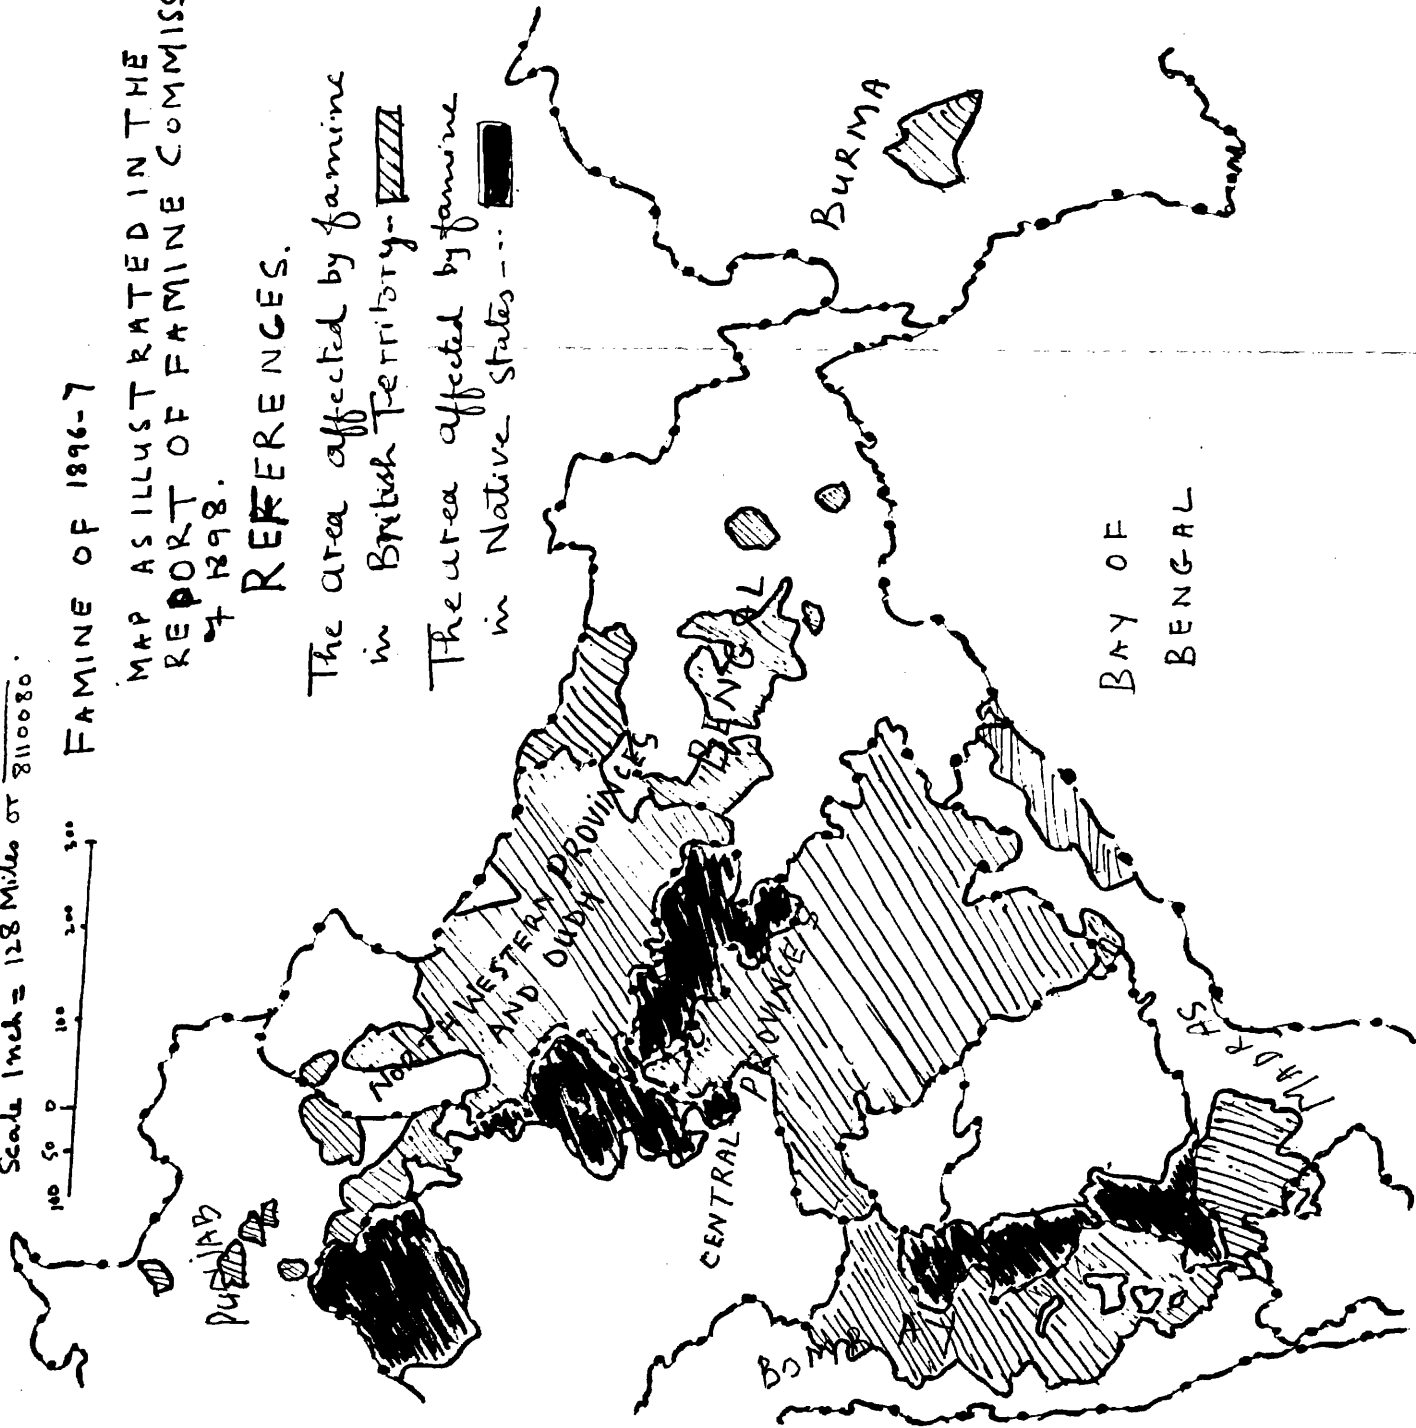 Scale 1 Inch = 128 Miles or 8110080.
100 50 0 100 200 300
FAMINE OF 1896-7
MAP AS ILLUSTRATED IN THE
REPORT OF FAMINE COMMISS
of 1898.
REFERENCES.
The area affected by famine
in British Territory--
The area affected by famine
in Native States---
PUNJAB
NORTH WESTERN PROVINCES
AND OUDH
BENGAL
BURMA
CENTRAL PROVINCES
BOMBAY
MADRAS
BAY OF
BENGAL